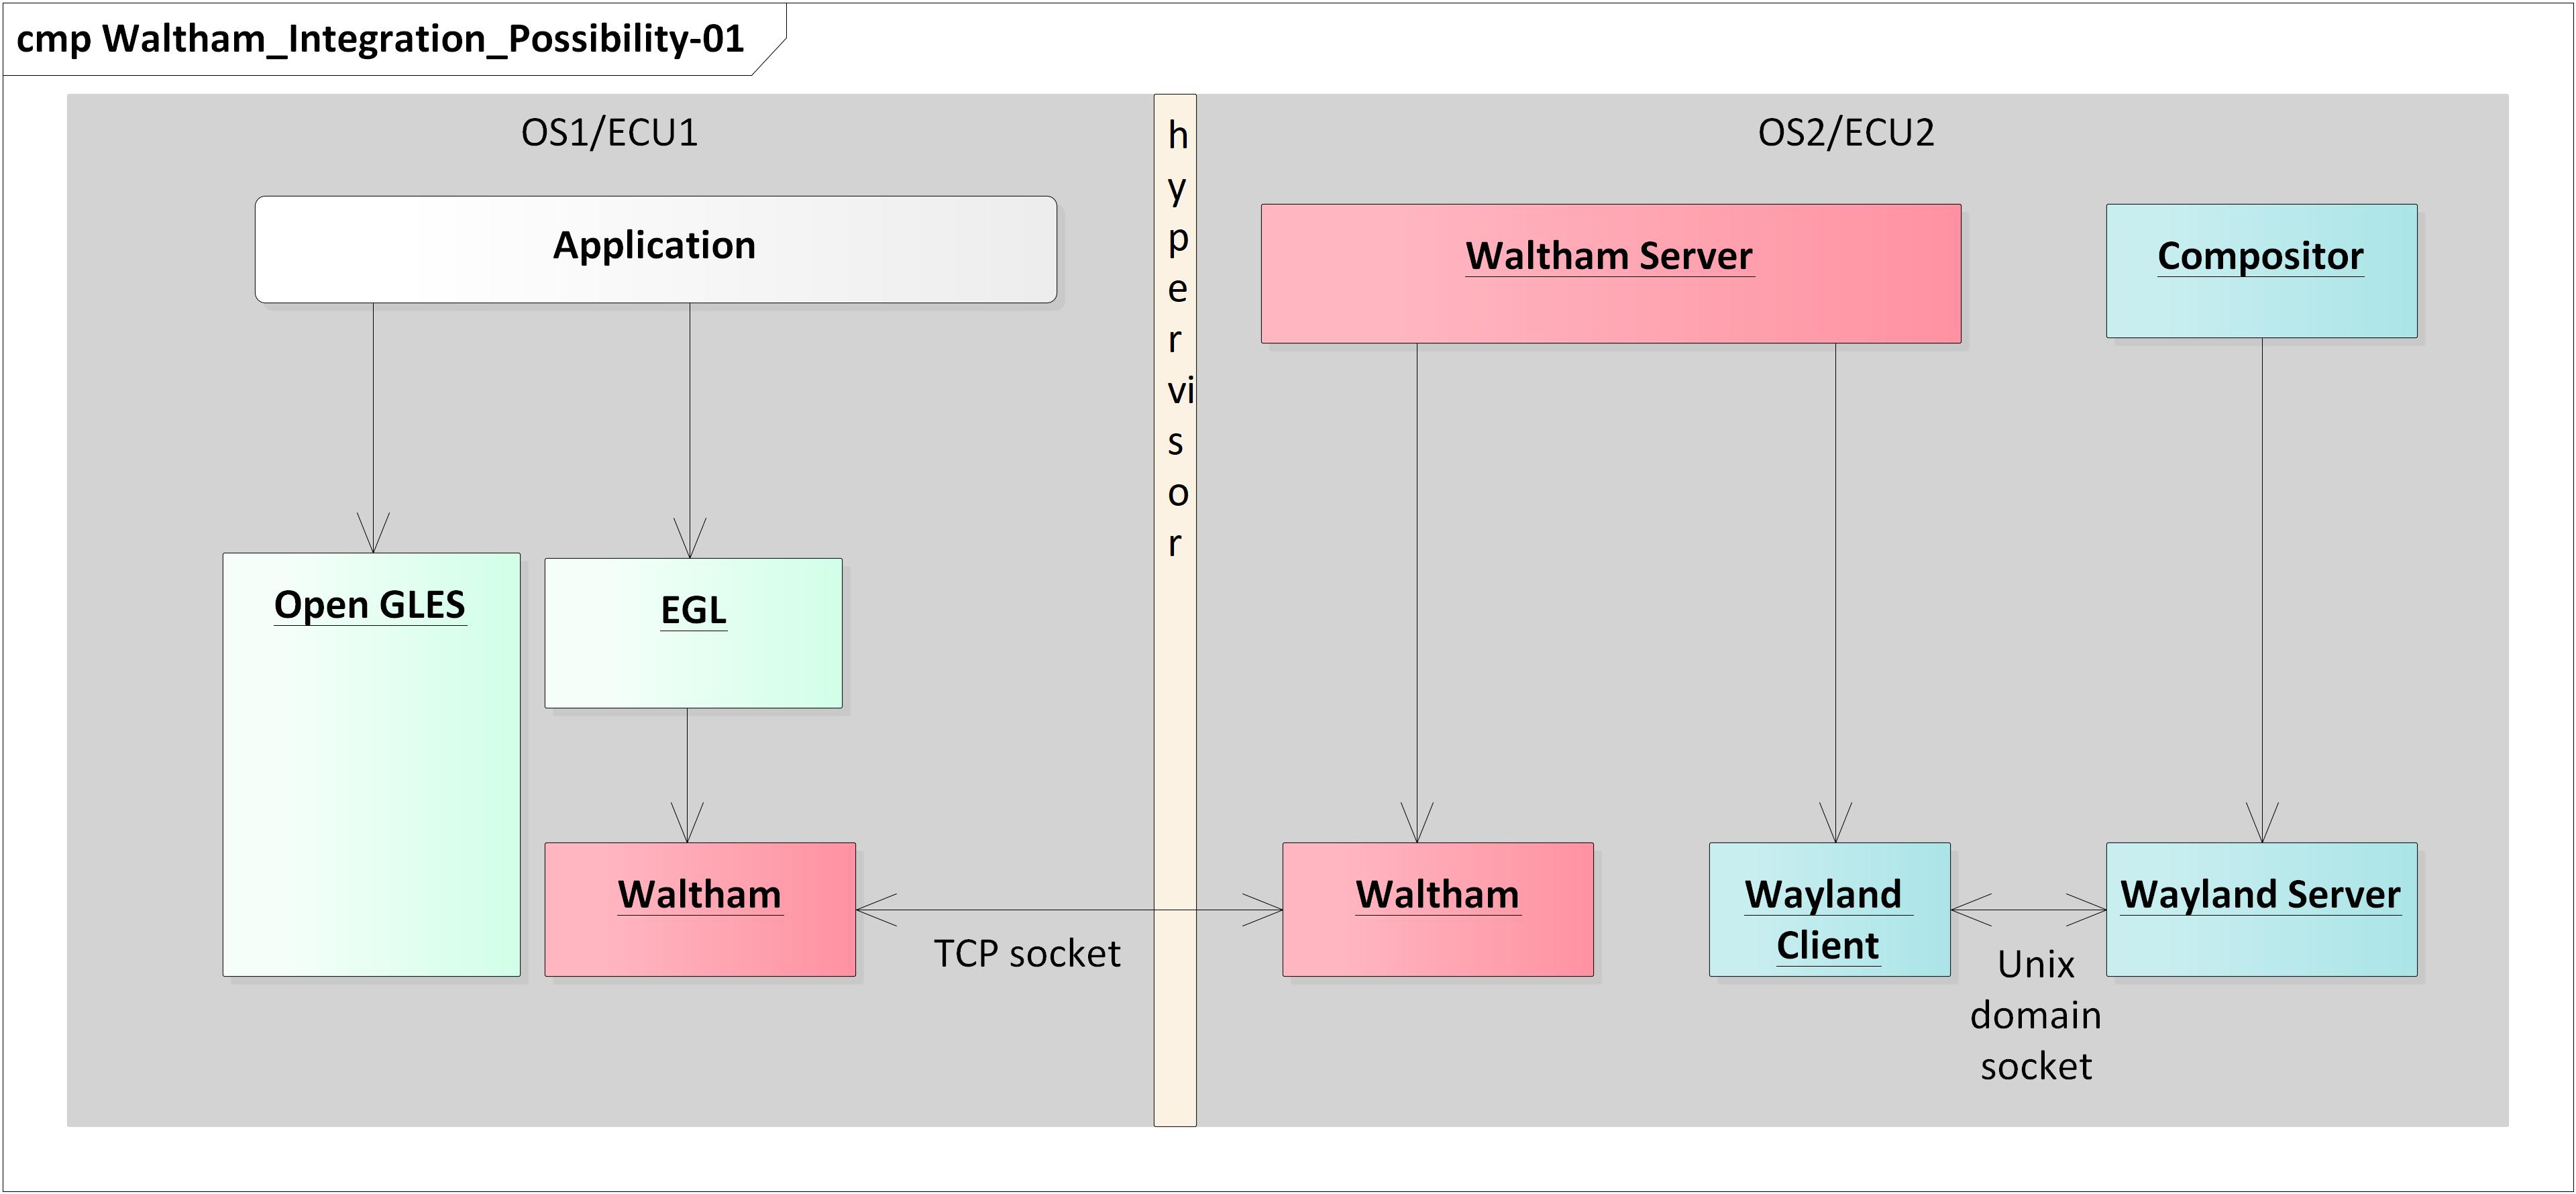 cmp Waltham_Integration_Possibility-01
OS1/ECU1
h
y
p
e
r
vi
s
o
r
OS2/ECU2
Application
Waltham Server
Compositor
Open GLES
EGL
Waltham
TCP socket
Waltham
Wayland
Client
Unix
domain
socket
Wayland Server